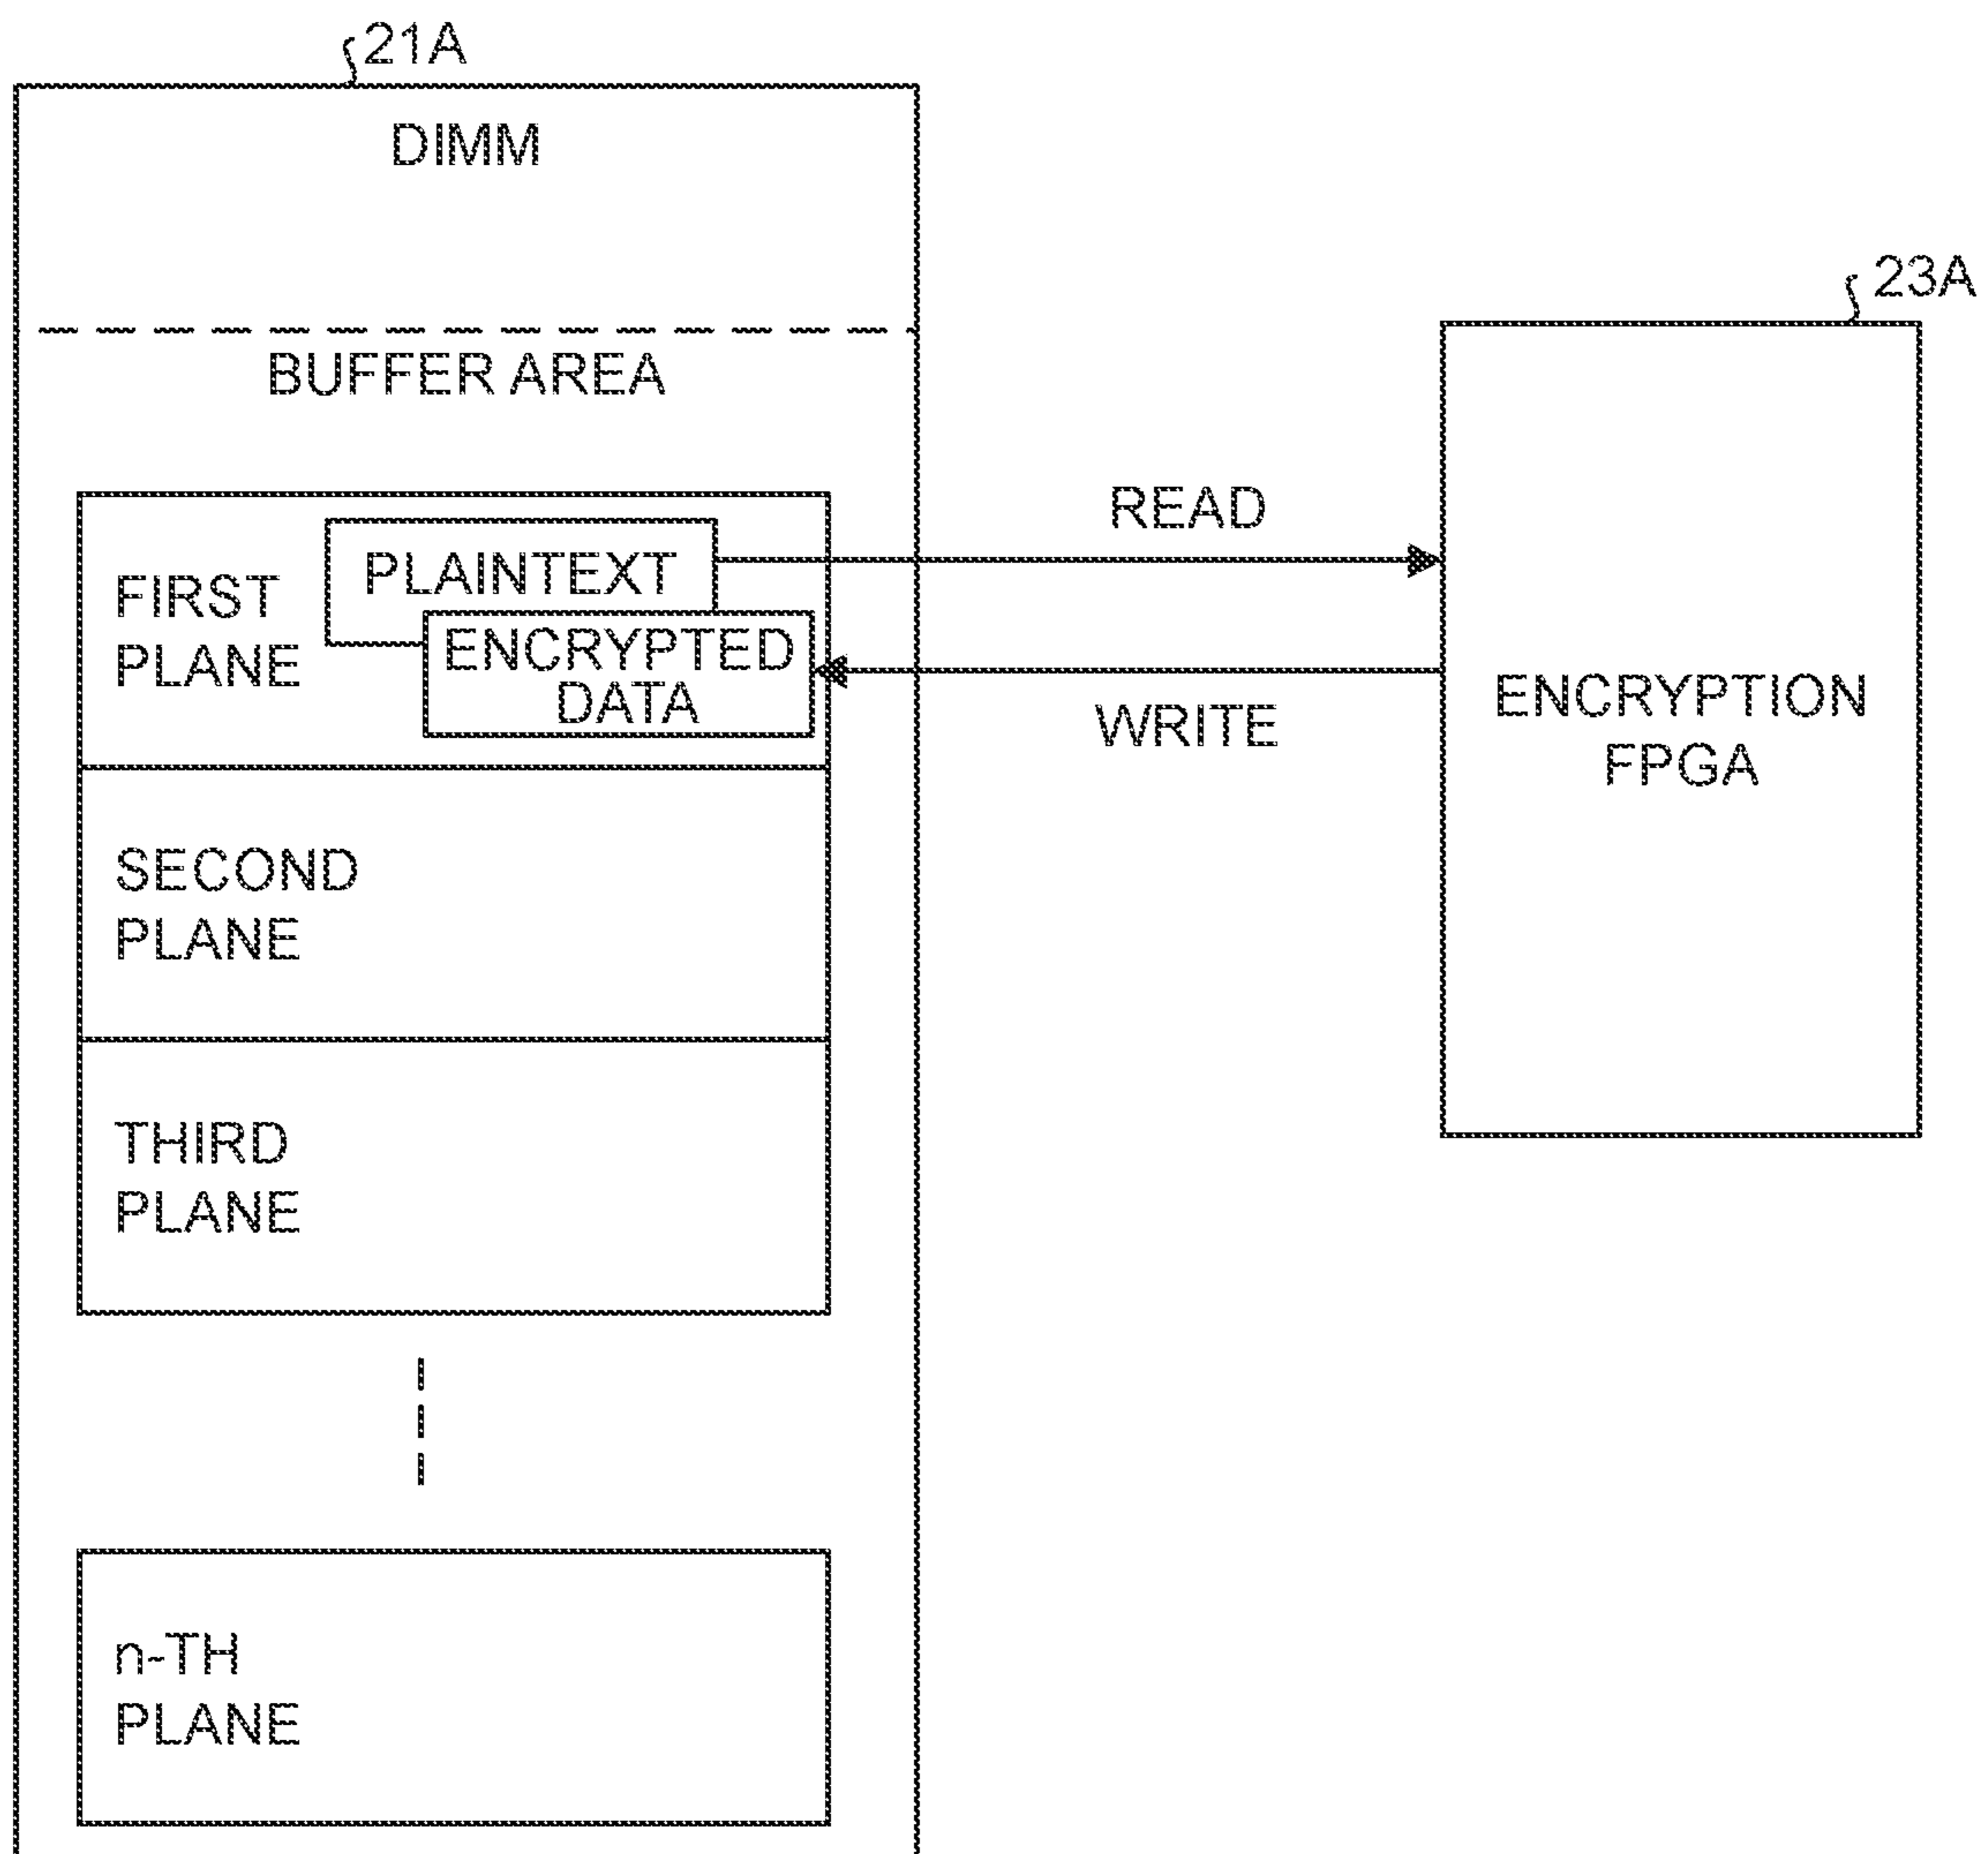 21A
DIMM
23A
BUFFER AREA
READ
PLAINTEXT
FIRST
PLANE
ENCRYPTED
DATA
WRITE
ENCRYPTION
FPGA
SECOND
PLANE
THIRD
PLANE
n-TH
PLANE